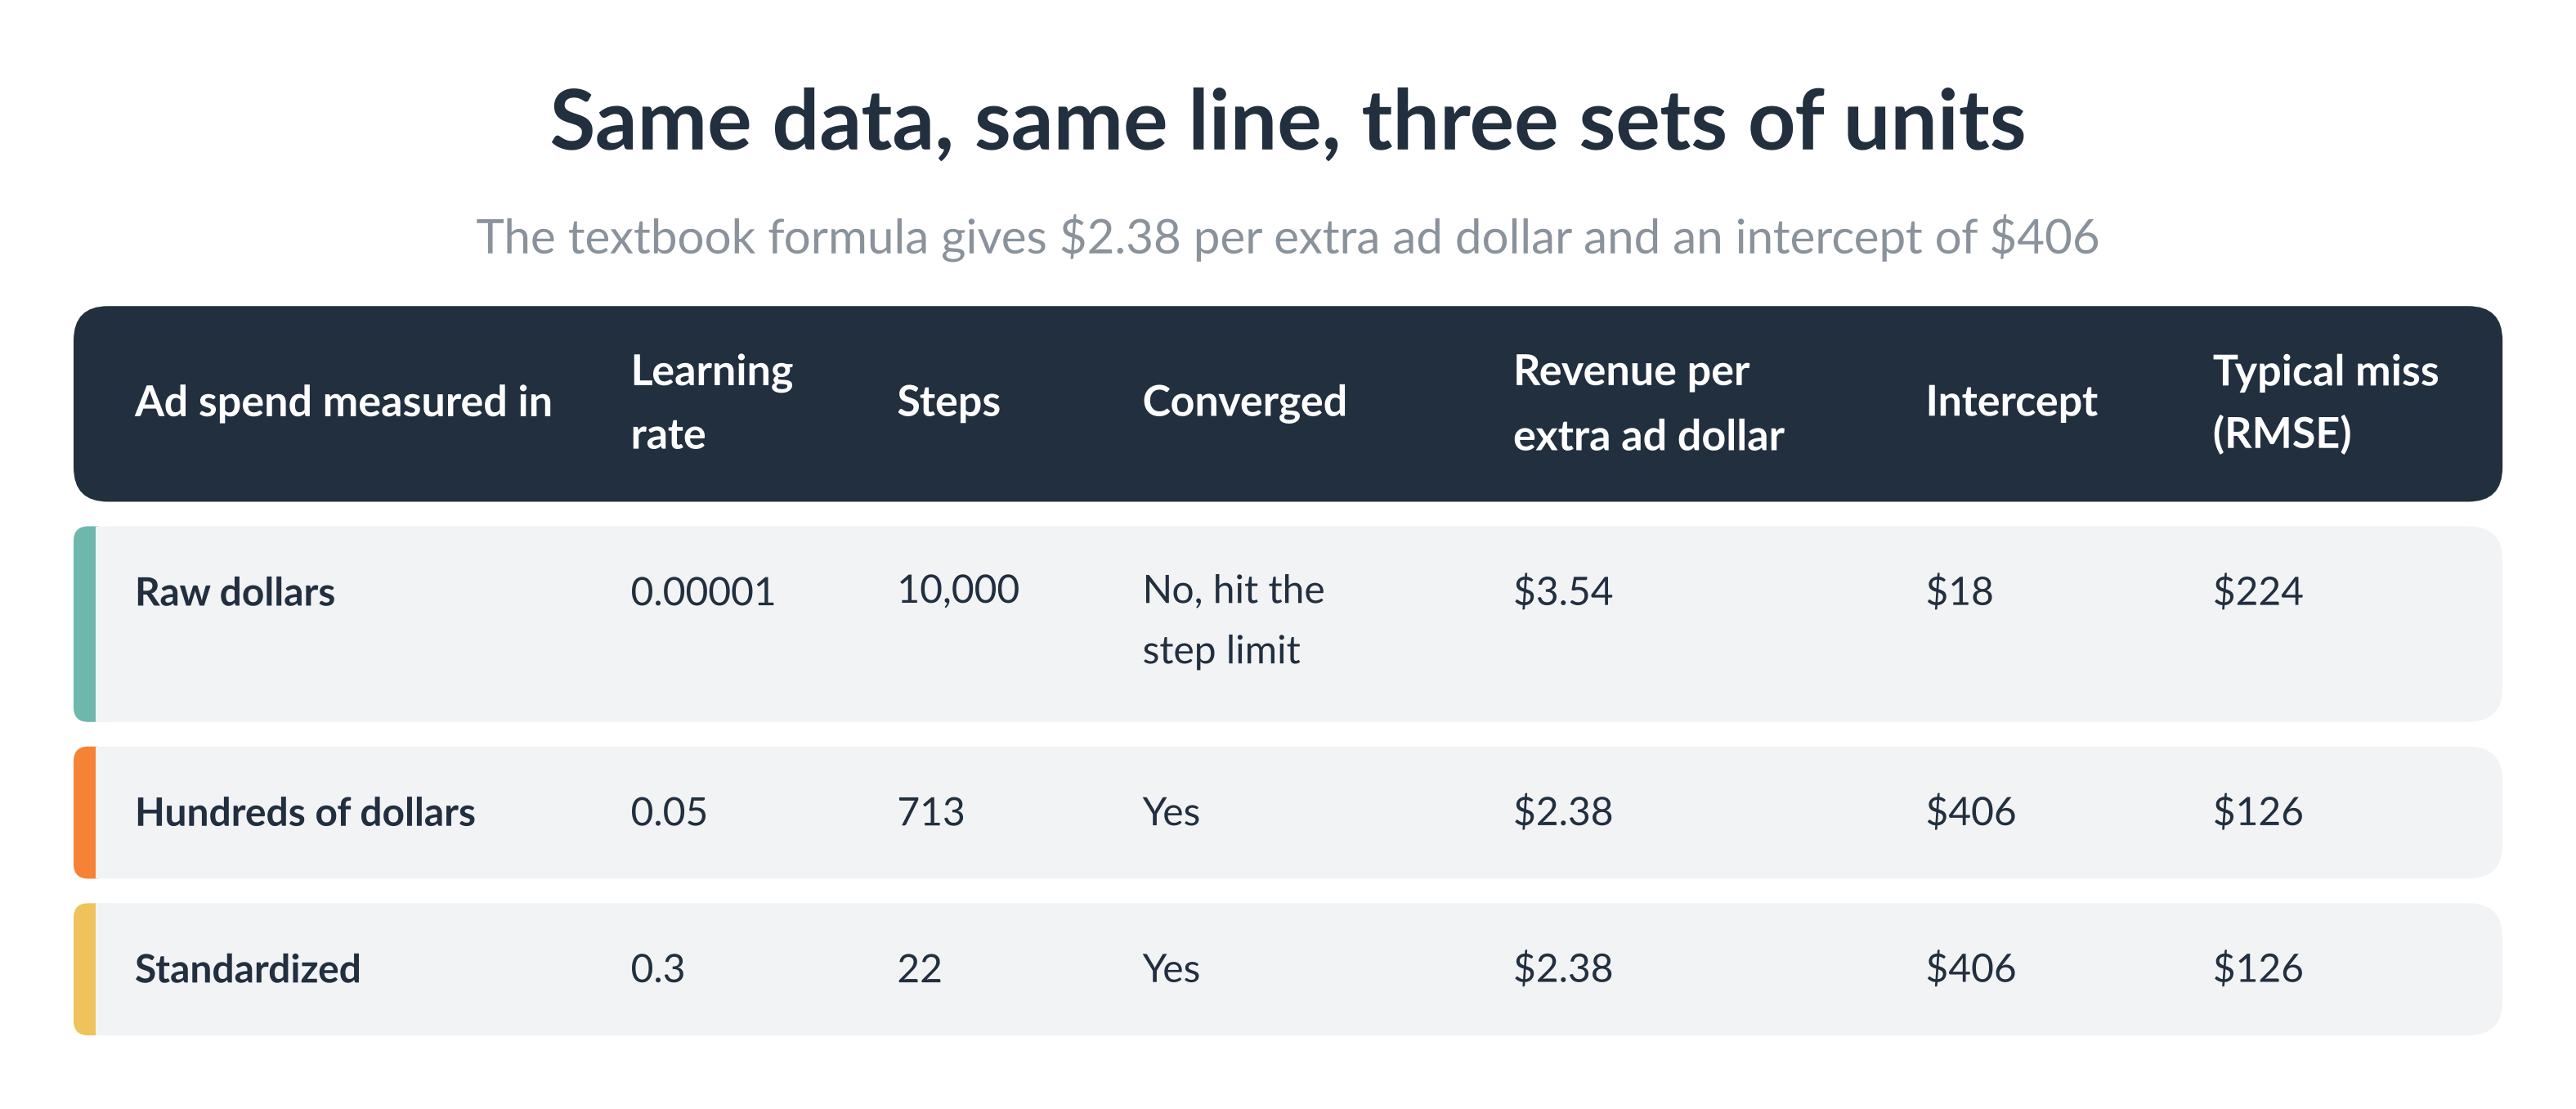 Same data, same line, three sets of units
The textbook formula gives $2.38 per extra ad dollar and an intercept of $406
Ad spend measured in
Learning
rate
Steps
Converged
Revenue per
extra ad dollar
Intercept
Typical miss
(RMSE)
Raw dollars
0.00001
10,000
No, hit the
step limit
$3.54
$18
$224
Hundreds of dollars
0.05
713
Yes
$2.38
$406
$126
Standardized
0.3
22
Yes
$2.38
$406
$126